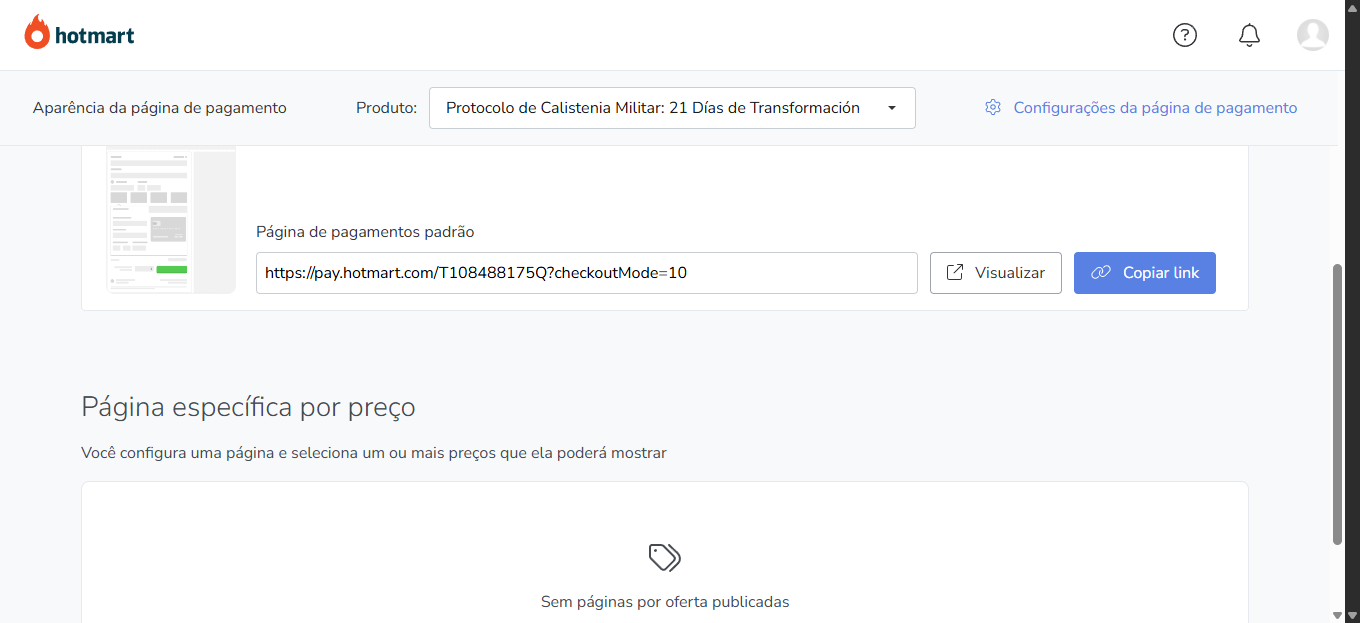 hotmart
Aparência da página de pagamento
Produto:
Protocolo de Calistenia Militar: 21 Días de Transformación
Configurações da página de pagamento
Página de pagamentos padrão
https://pay.hotmart.com/T108488175Q?checkoutMode=10
Visualizar
Copiar link
Página específica por preço
Você configura uma página e seleciona um ou mais preços que ela poderá mostrar
Sem páginas por oferta publicadas